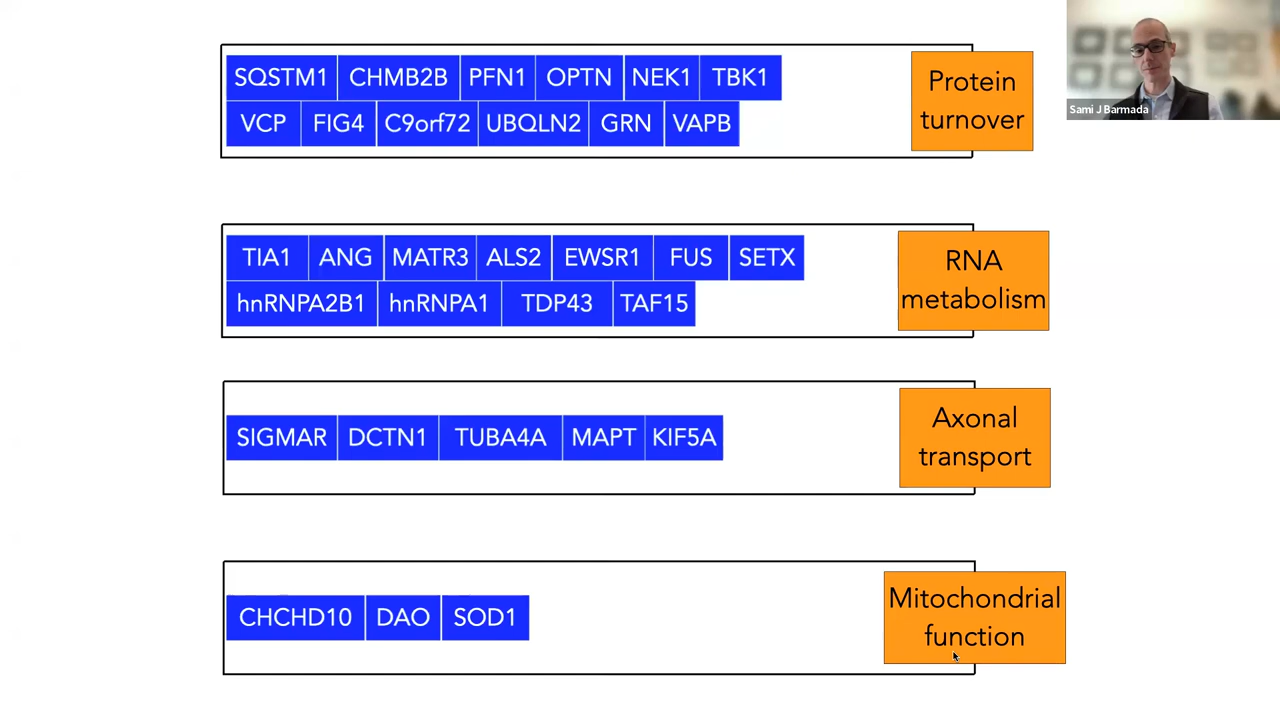 SQSTM1 CHMB2B PFN1 OPTN NEK1 TBK1
VCP FIG4 C9orf72 UBQLN2 GRN VAPB
Protein
turnover
Sami J Barmada
TIA1 ANG MATR3 ALS2 EWSR1 FUS SETX
hnRNPA2B1 hnRNPA1 TDP43 TAF15
RNA
metabolism
SIGMAR DCTN1 TUBA4A MAPT KIF5A
Axonal
transport
CHCHD10 DAO SOD1
Mitochondrial
function